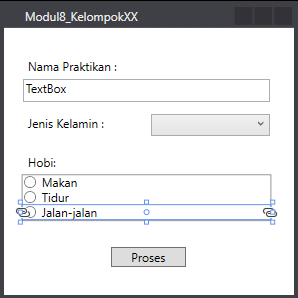 Modul8_KelompokXX
Nama Praktikan :
TextBox
Jenis Kelamin :
Hobi:
Makan
Tidur
Jalan-jalan
Proses